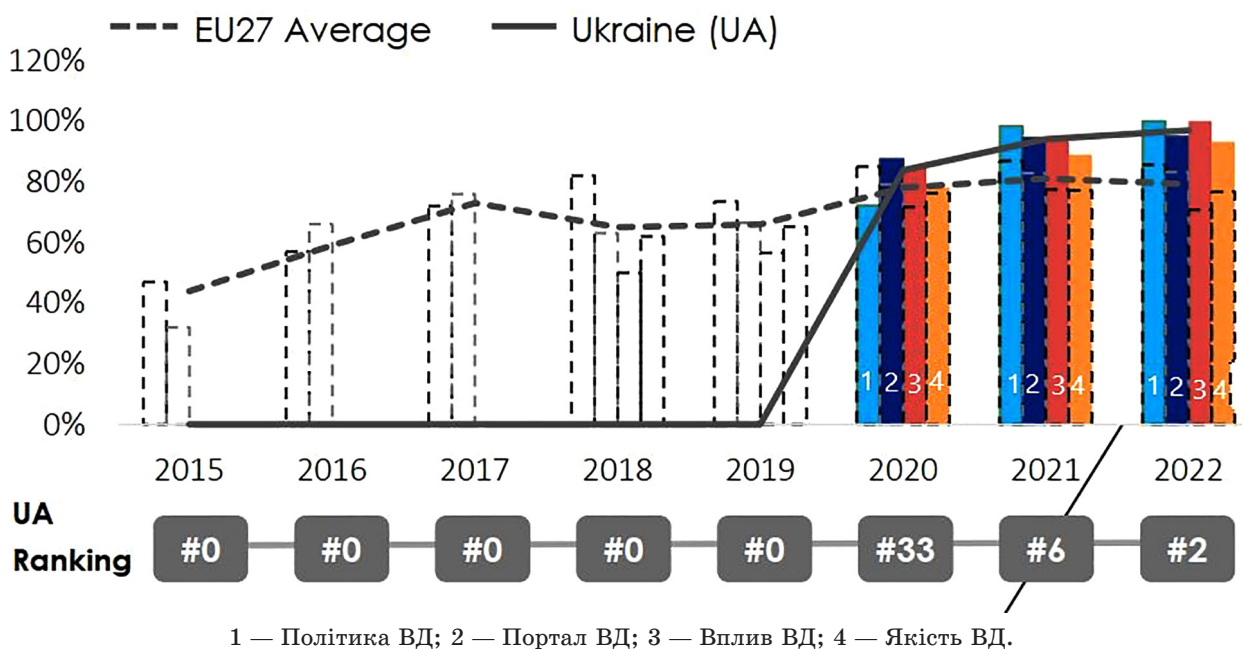 EU27 Average Ukraine (UA)
120%
100%
80%
60%
40%
20%
0%
1 2 3 4 1 2 3 4 1 2 3 4
2015 2016 2017 2018 2019 2020 2021 2022
UA
Ranking
#0 #0 #0 #0 #0 #33 #6 #2
1 — Політика ВД; 2 — Портал ВД; 3 — Вплив ВД; 4 — Якість ВД.